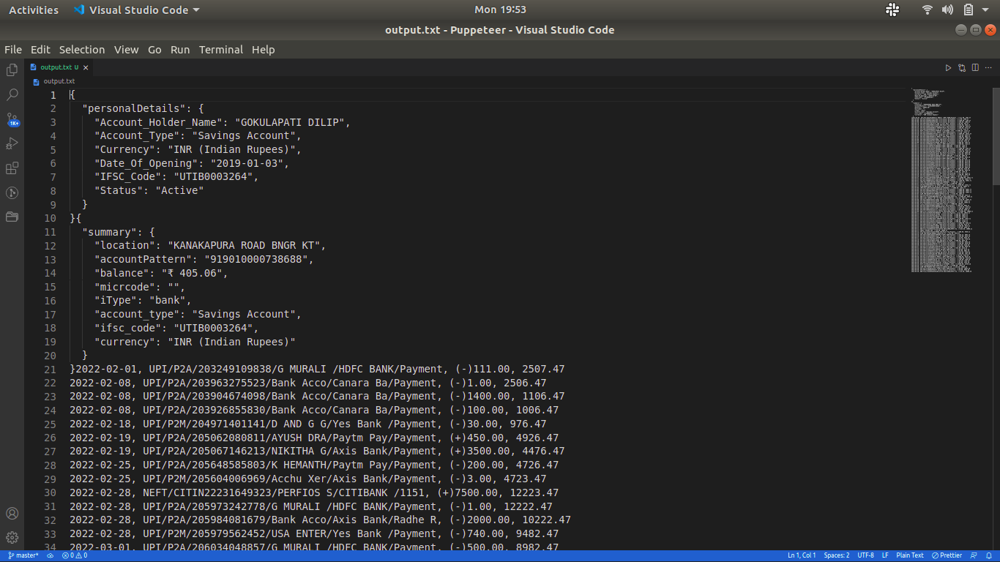 Activities Visual Studio Code Mon 19:53
output.txt - Puppeteer - Visual Studio Code
File Edit Selection View Go Run Terminal Help
output.txt U
output.txt
1K+
1 {
2 "personalDetails": {
3 "Account_Holder_Name": "GOKULAPATI DILIP",
4 "Account_Type": "Savings Account",
5 "Currency": "INR (Indian Rupees)",
6 "Date_Of_Opening": "2019-01-03",
7 "IFSC_Code": "UTIB0003264",
8 "Status": "Active"
9 }
10 }{
11 "summary": {
12 "location": "KANAKAPURA ROAD BNGR KT",
13 "accountPattern": "919010000738688",
14 "balance": "₹ 405.06",
15 "micrcode": "",
16 "iType": "bank",
17 "account_type": "Savings Account",
18 "ifsc_code": "UTIB0003264",
19 "currency": "INR (Indian Rupees)"
20 }
21 }2022-02-01, UPI/P2A/203249109838/G MURALI /HDFC BANK/Payment, (-)111.00, 2507.47
22 2022-02-08, UPI/P2A/203963275523/Bank Acco/Canara Ba/Payment, (-)1.00, 2506.47
23 2022-02-08, UPI/P2A/203904674098/Bank Acco/Canara Ba/Payment, (-)1400.00, 1106.47
24 2022-02-08, UPI/P2A/203926855830/Bank Acco/Canara Ba/Payment, (-)100.00, 1006.47
25 2022-02-18, UPI/P2M/204971401141/D AND G G/Yes Bank /Payment, (-)30.00, 976.47
26 2022-02-19, UPI/P2A/205062080811/AYUSH DRA/Paytm Pay/Payment, (+)450.00, 4926.47
27 2022-02-19, UPI/P2A/205067146213/NIKITHA G/Axis Bank/Payment, (+)3500.00, 4476.47
28 2022-02-25, UPI/P2A/205648585803/K HEMANTH/Paytm Pay/Payment, (-)200.00, 4726.47
29 2022-02-25, UPI/P2M/205604006969/Acchu Xer/Axis Bank/Payment, (-)3.00, 4723.47
30 2022-02-28, NEFT/CITIN22231649323/PERFIOS S/CITIBANK /1151, (+)7500.00, 12223.47
31 2022-02-28, UPI/P2A/205973242778/G MURALI /HDFC BANK/Payment, (-)1.00, 12222.47
32 2022-02-28, UPI/P2A/205984081679/Bank Acco/Axis Bank/Radhe R, (-)2000.00, 10222.47
33 2022-02-28, UPI/P2M/205979562452/USA ENTER/Yes Bank /Payment, (-)740.00, 9482.47
34 2022-03-01, UPI/P2A/206034048857/G MURALI /HDFC BANK/Payment, (-)500.00, 8982.47
master* 0 0 Ln 1, Col 1 Spaces: 2 UTF-8 LF Plain Text Prettier